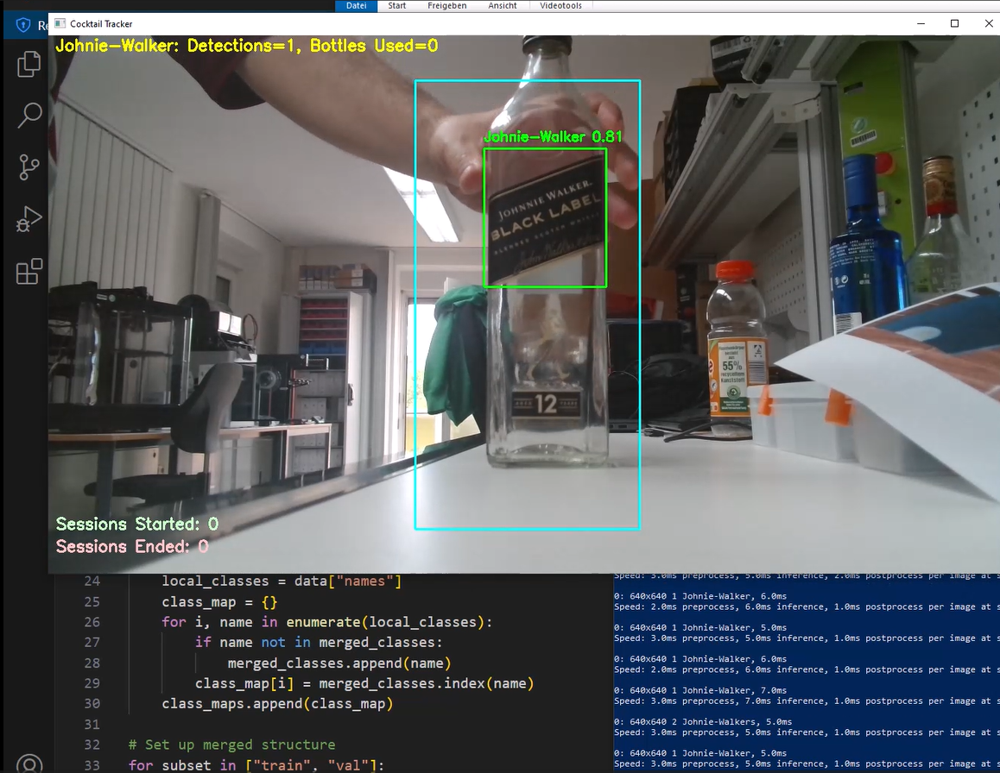 Datei Start Freigeben Ansicht Videotools
Re
Cocktail Tracker
Johnie-Walker: Detections=1, Bottles Used=0
Johnie-Walker 0.81
JOHNNIE WALKER.
BLACK LABEL
BLENDED SCOTCH WHISKY
55%
AGED 12 YEARS
Sessions Started: 0
Sessions Ended: 0
24 local_classes = data["names"]
25 class_map = {}
26 for i, name in enumerate(local_classes):
27 if name not in merged_classes:
28 merged_classes.append(name)
29 class_map[i] = merged_classes.index(name)
30 class_maps.append(class_map)
31
32 # Set up merged structure
33 for subset in ["train", "val"]:
Speed: 3.0ms preprocess, 5.0ms inference, 2.0ms postprocess per image at s
0: 640x640 1 Johnie-Walker, 6.0ms
Speed: 2.0ms preprocess, 6.0ms inference, 1.0ms postprocess per image at s
0: 640x640 1 Johnie-Walker, 5.0ms
Speed: 3.0ms preprocess, 5.0ms inference, 1.0ms postprocess per image at s
0: 640x640 1 Johnie-Walker, 6.0ms
Speed: 2.0ms preprocess, 6.0ms inference, 1.0ms postprocess per image at s
0: 640x640 1 Johnie-Walker, 7.0ms
Speed: 3.0ms preprocess, 7.0ms inference, 1.0ms postprocess per image at s
0: 640x640 2 Johnie-Walkers, 5.0ms
Speed: 3.0ms preprocess, 5.0ms inference, 1.0ms postprocess per image at s
0: 640x640 1 Johnie-Walker, 5.0ms
Speed: 3.0ms preprocess, 5.0ms inference, 1.0ms postprocess per image at s